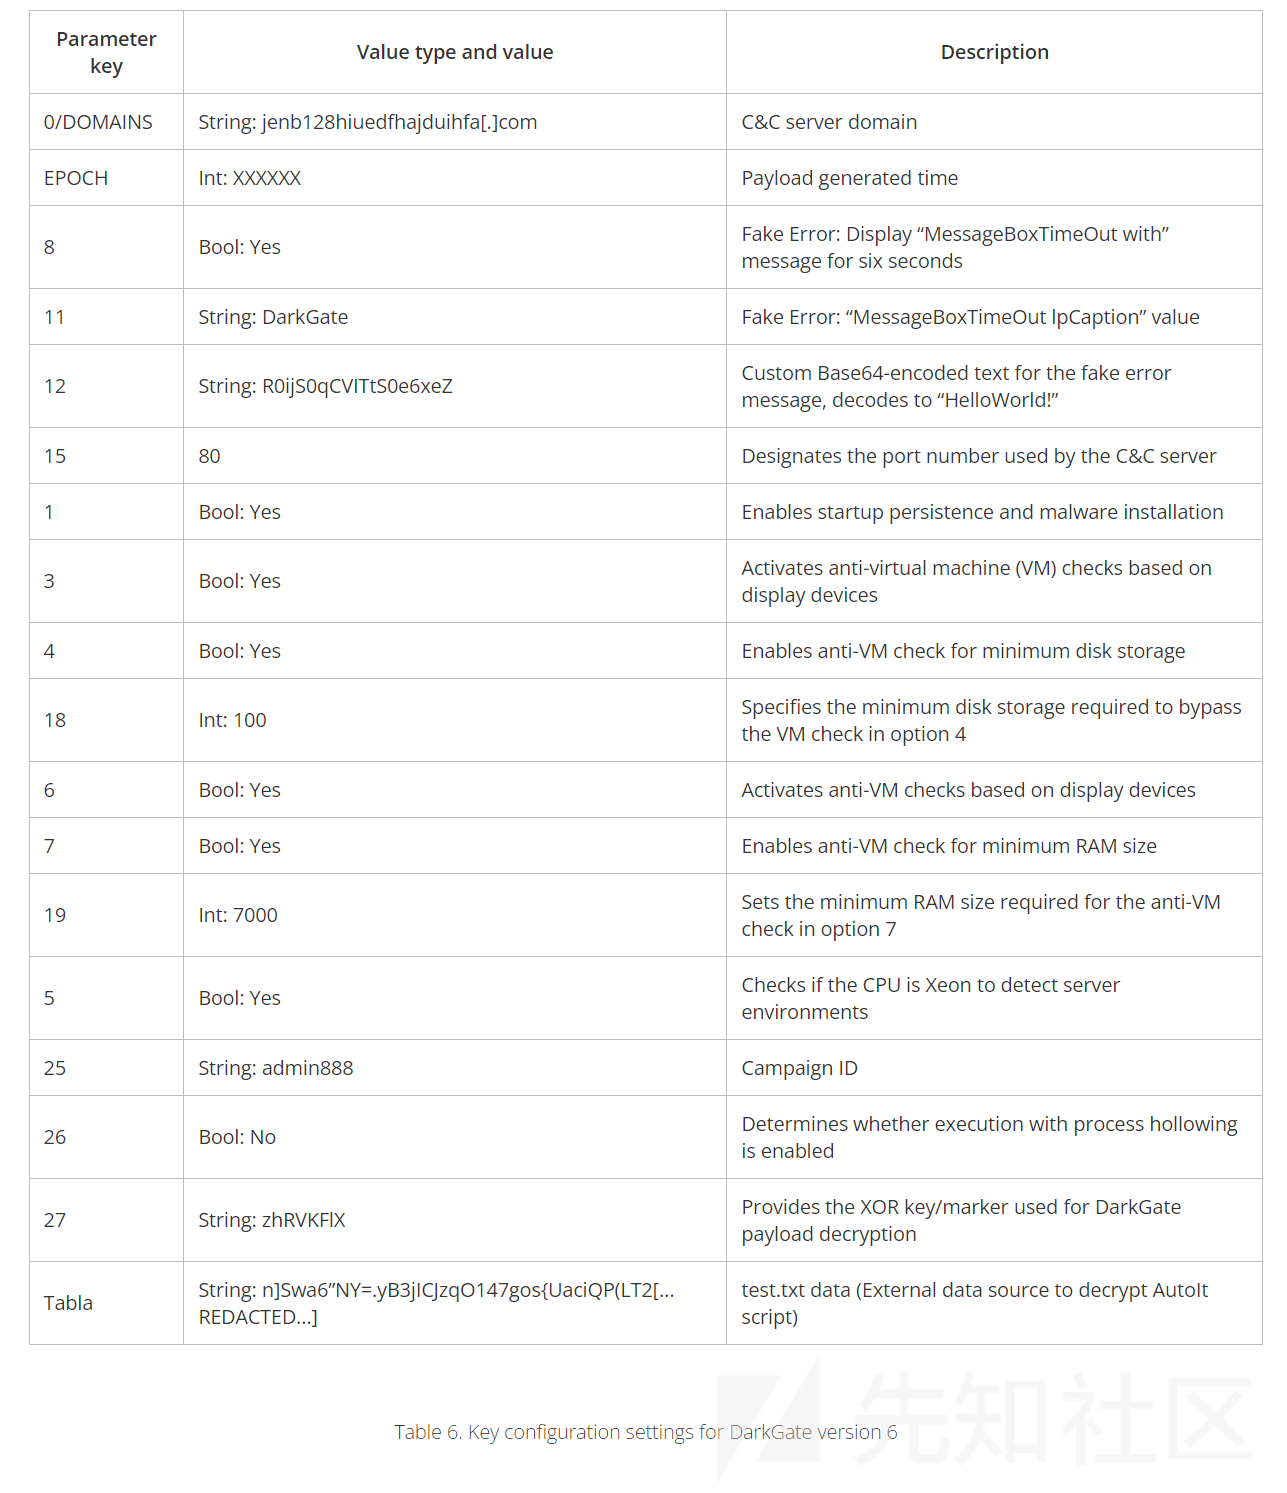 Parameter
key
Value type and value
Description
0/DOMAINS
String: jenb128hiuedfhajduihfa[.]com
C&C server domain
EPOCH
Int: XXXXXX
Payload generated time
8
Bool: Yes
Fake Error: Display “MessageBoxTimeOut with”
message for six seconds
11
String: DarkGate
Fake Error: “MessageBoxTimeOut lpCaption” value
12
String: R0ijS0qCVITtS0e6xeZ
Custom Base64-encoded text for the fake error
message, decodes to “HelloWorld!”
15
80
Designates the port number used by the C&C server
1
Bool: Yes
Enables startup persistence and malware installation
3
Bool: Yes
Activates anti-virtual machine (VM) checks based on
display devices
4
Bool: Yes
Enables anti-VM check for minimum disk storage
18
Int: 100
Specifies the minimum disk storage required to bypass
the VM check in option 4
6
Bool: Yes
Activates anti-VM checks based on display devices
7
Bool: Yes
Enables anti-VM check for minimum RAM size
19
Int: 7000
Sets the minimum RAM size required for the anti-VM
check in option 7
5
Bool: Yes
Checks if the CPU is Xeon to detect server
environments
25
String: admin888
Campaign ID
26
Bool: No
Determines whether execution with process hollowing
is enabled
27
String: zhRVKFlX
Provides the XOR key/marker used for DarkGate
payload decryption
Tabla
String: n]Swa6”NY=.yB3jICJzqO147gos{UaciQP(LT2[...
REDACTED...]
test.txt data (External data source to decrypt AutoIt
script)
Table 6. Key configuration settings for DarkGate version 6
先知社区